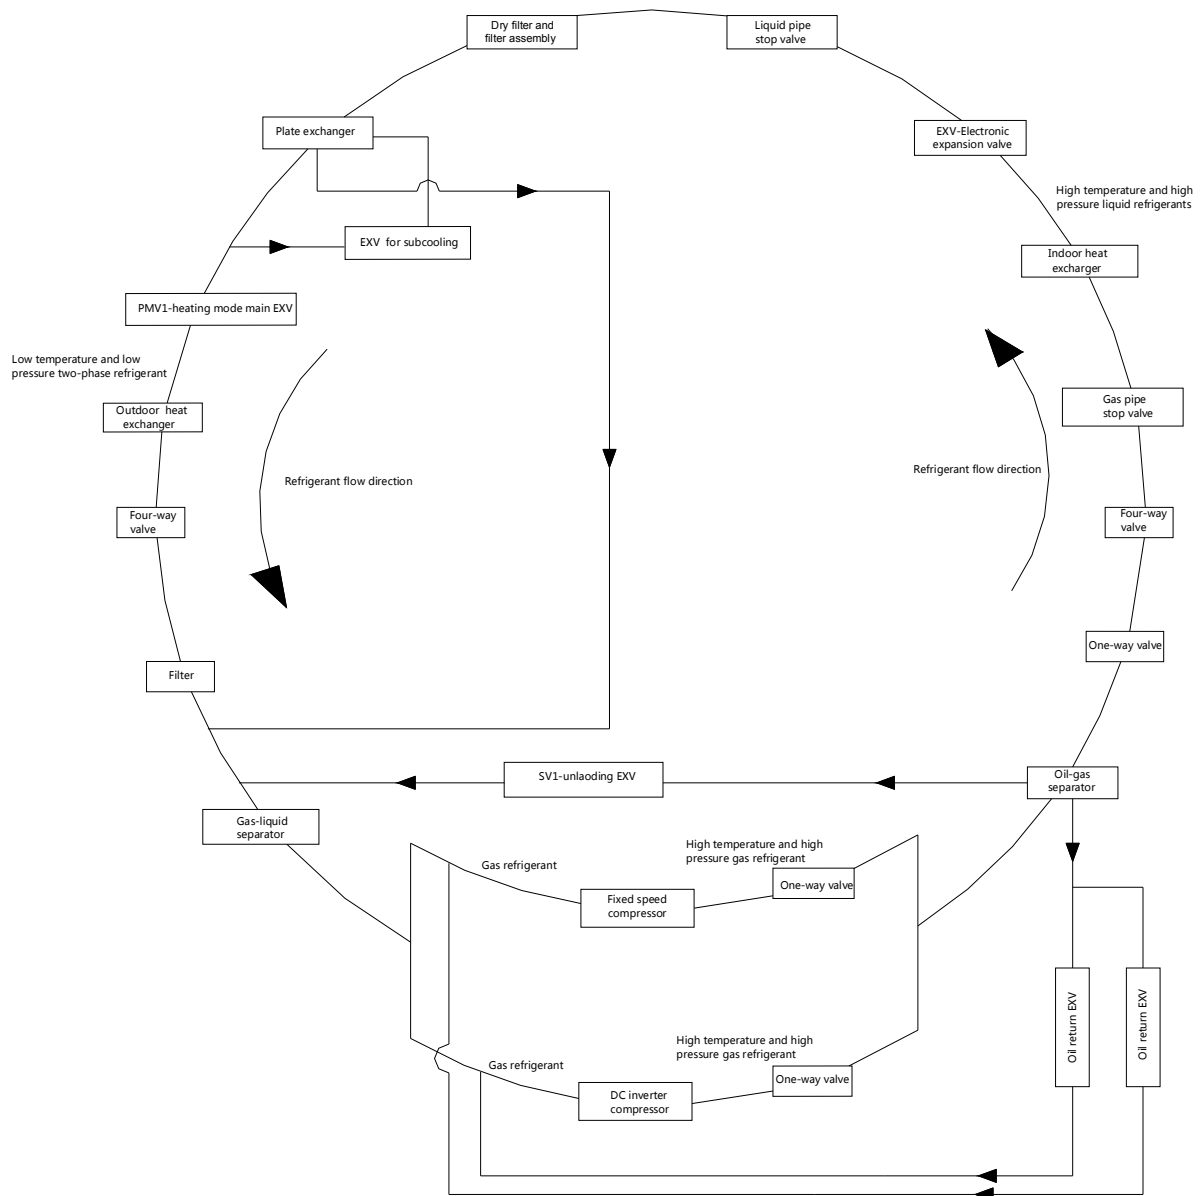 Dry filter and
filter assembly
Liquid pipe
stop valve
Plate exchanger
EXV-Electronic
expansion valve
High temperature and high
pressure liquid refrigerants
EXV for subcooling
Indoor heat
excharger
PMV1-heating mode main EXV
Low temperature and low
pressure two-phase refrigerant
Outdoor heat
exchanger
Gas pipe
stop valve
Refrigerant flow direction
Refrigerant flow direction
Four-way
valve
Four-way
valve
One-way valve
Filter
SV1-unlaoding EXV
Oil-gas
separator
Gas-liquid
separator
Gas refrigerant
High temperature and high
pressure gas refrigerant
One-way valve
Fixed speed
compressor
Oil return EXV
Oil return EXV
Gas refrigerant
High temperature and high
pressure gas refrigerant
One-way valve
DC inverter
compressor